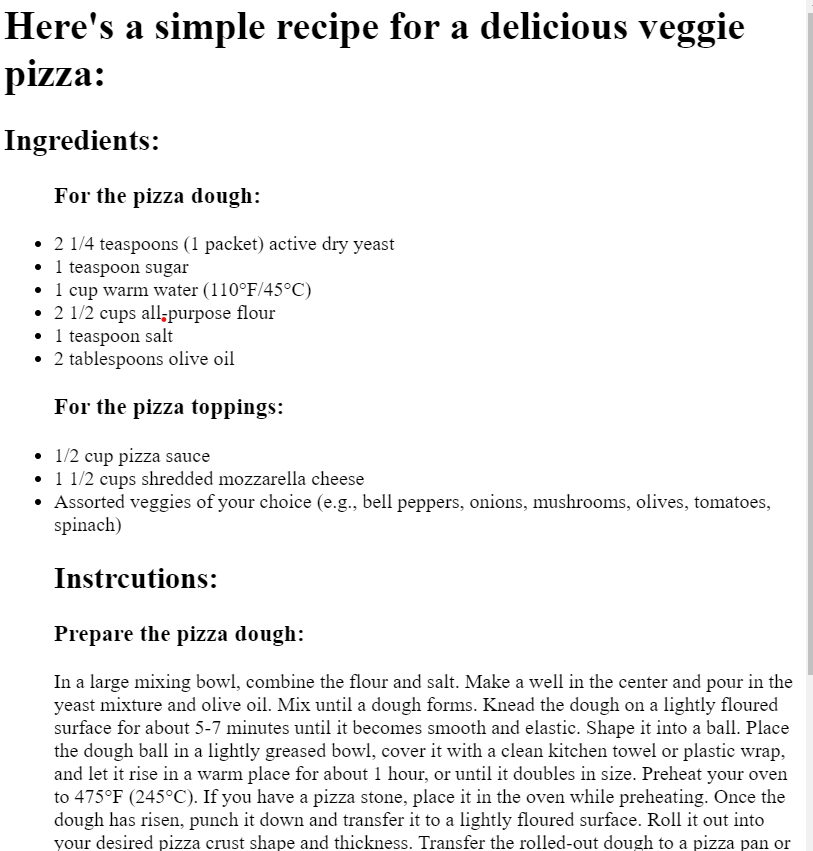 Here's a simple recipe for a delicious veggie
pizza:
Ingredients:
For the pizza dough:
• 2 1/4 teaspoons (1 packet) active dry yeast
• 1 teaspoon sugar
• 1 cup warm water (110°F/45°C)
• 2 1/2 cups all-purpose flour
• 1 teaspoon salt
• 2 tablespoons olive oil
For the pizza toppings:
• 1/2 cup pizza sauce
• 1 1/2 cups shredded mozzarella cheese
• Assorted veggies of your choice (e.g., bell peppers, onions, mushrooms, olives, tomatoes,
spinach)
Instrcutions:
Prepare the pizza dough:
In a large mixing bowl, combine the flour and salt. Make a well in the center and pour in the
yeast mixture and olive oil. Mix until a dough forms. Knead the dough on a lightly floured
surface for about 5-7 minutes until it becomes smooth and elastic. Shape it into a ball. Place
the dough ball in a lightly greased bowl, cover it with a clean kitchen towel or plastic wrap,
and let it rise in a warm place for about 1 hour, or until it doubles in size. Preheat your oven
to 475°F (245°C). If you have a pizza stone, place it in the oven while preheating. Once the
dough has risen, punch it down and transfer it to a lightly floured surface. Roll it out into
your desired pizza crust shape and thickness. Transfer the rolled-out dough to a pizza pan or